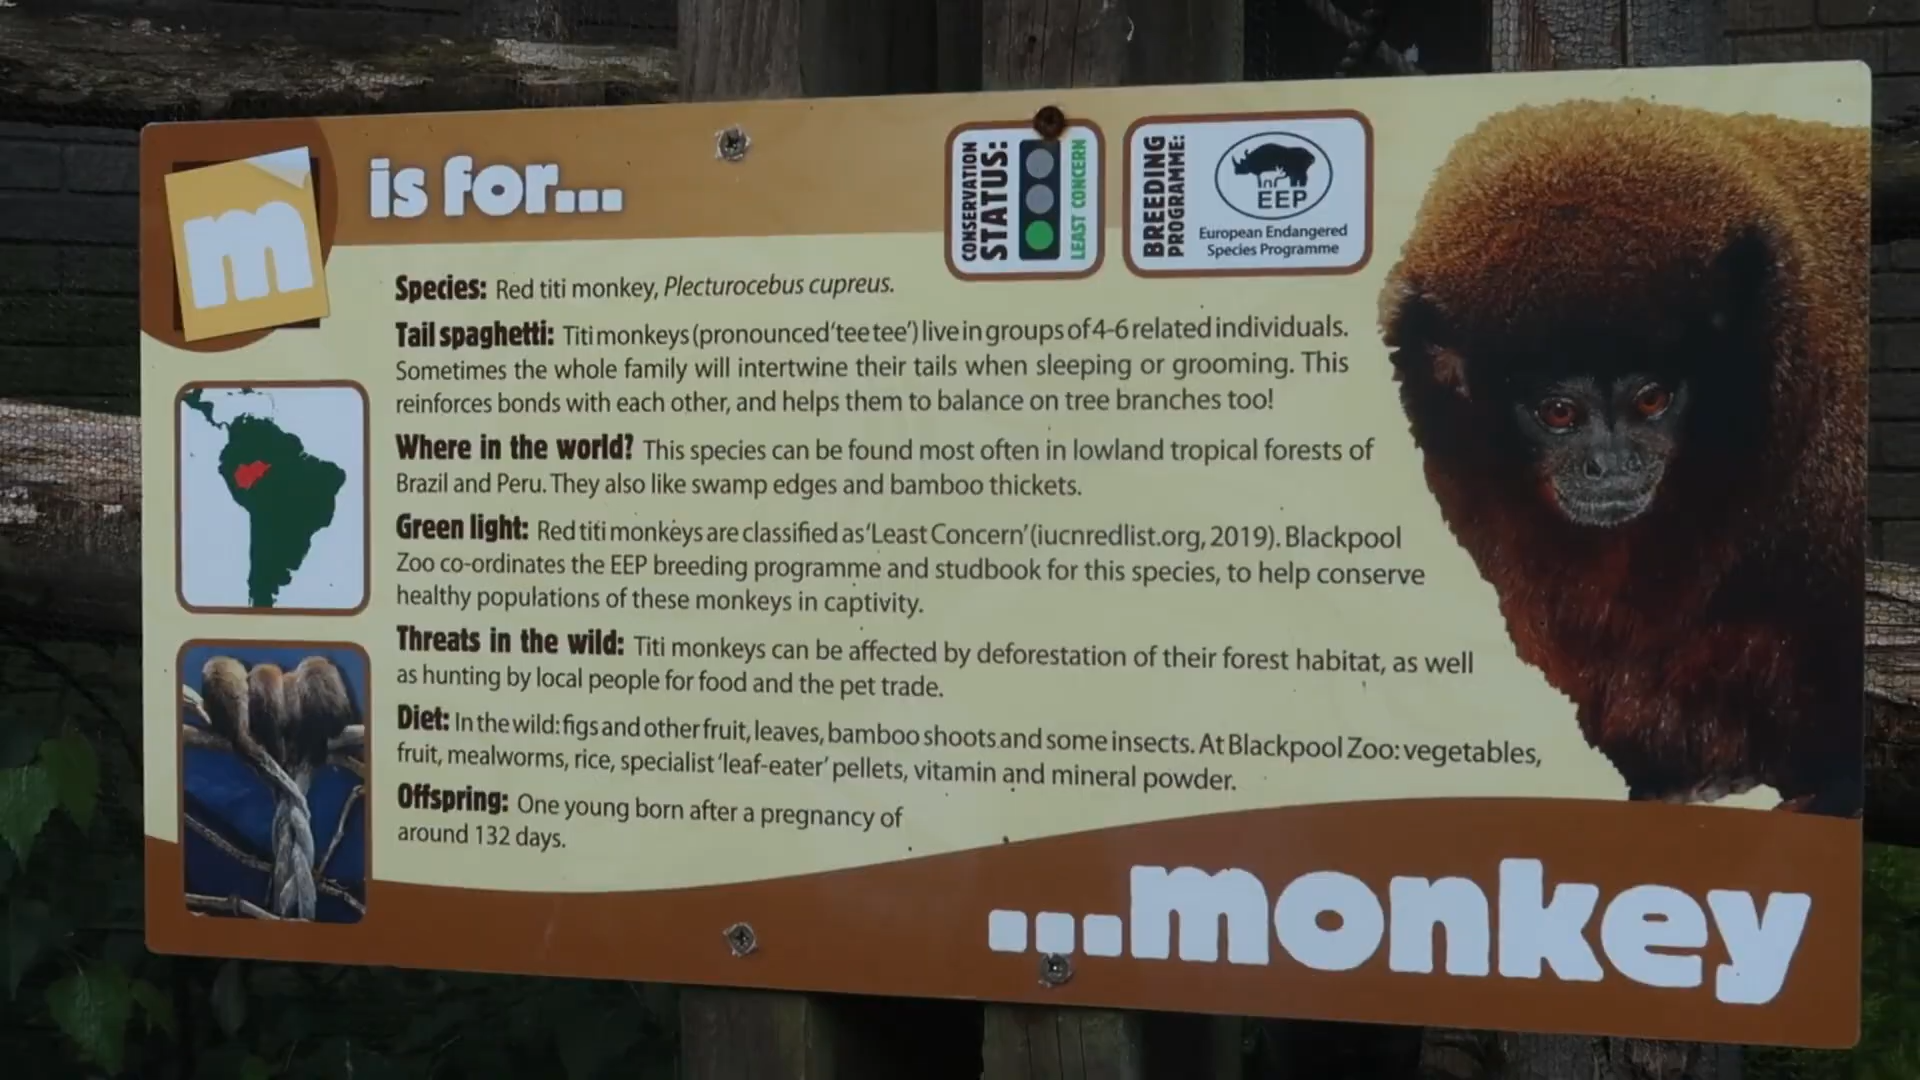 m is for...
CONSERVATION
STATUS:
LEAST CONCERN
BREEDING
PROGRAMME:
EEP
European Endangered
Species Programme
Species: Red titi monkey, Plecturocebus cupreus.
Tail spaghetti: Titi monkeys (pronounced 'tee tee') live in groups of 4-6 related individuals.
Sometimes the whole family will intertwine their tails when sleeping or grooming. This
reinforces bonds with each other, and helps them to balance on tree branches too!
Where in the world? This species can be found most often in lowland tropical forests of
Brazil and Peru. They also like swamp edges and bamboo thickets.
Green light: Red titi monkeys are classified as 'Least Concern' (iucnredlist.org, 2019). Blackpool
Zoo co-ordinates the EEP breeding programme and studbook for this species, to help conserve
healthy populations of these monkeys in captivity.
Threats in the wild: Titi monkeys can be affected by deforestation of their forest habitat, as well
as hunting by local people for food and the pet trade.
Diet: In the wild: figs and other fruit, leaves, bamboo shoots and some insects. At Blackpool Zoo: vegetables,
fruit, mealworms, rice, specialist 'leaf-eater' pellets, vitamin and mineral powder.
Offspring: One young born after a pregnancy of
around 132 days.
...monkey